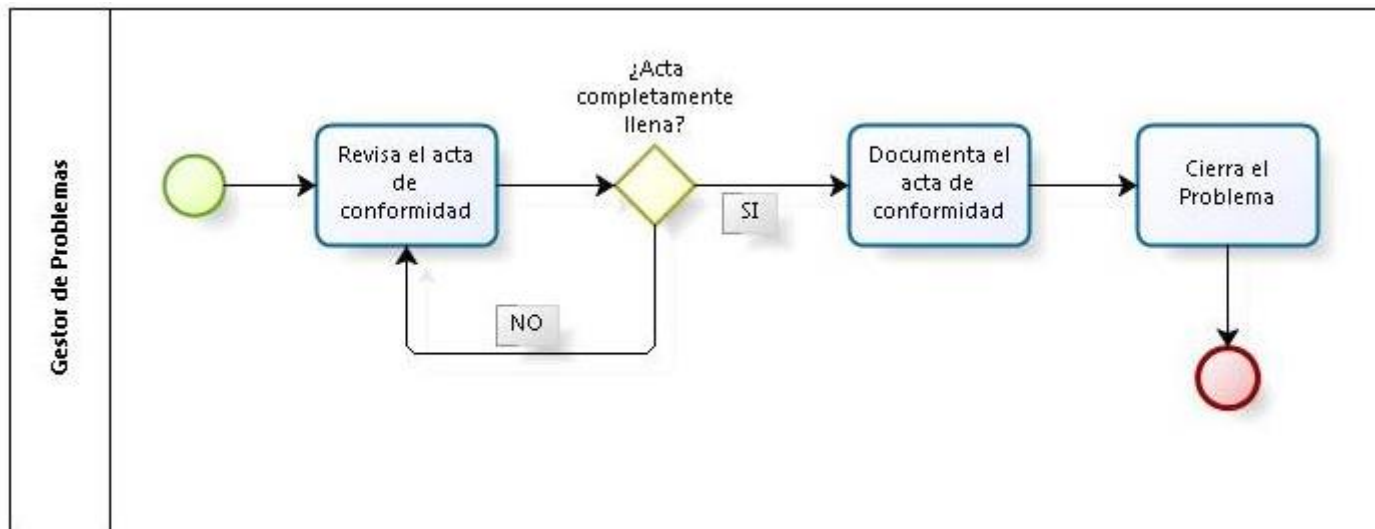 Gestor de Problemas
Revisa el acta
de
conformidad
¿Acta
completamente
llena?
SI
NO
Documenta el
acta de
conformidad
Cierra el
Problema